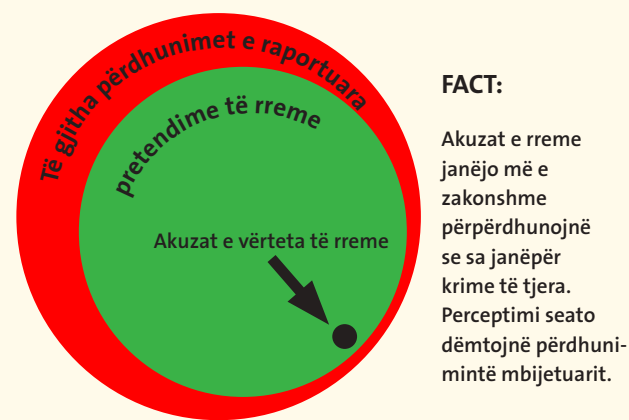 Të gjitha përdhunimet e raportuara
pretendime të rreme
Akuzat e vërteta të rreme
FACT:
Akuzat e rreme
janëjo më e
zakonshme
përpërdhunojnë
se sa janëpër
krime të tjera.
Perceptimi seato
dëmtojnë përdhuni-
mintë mbijetuarit.